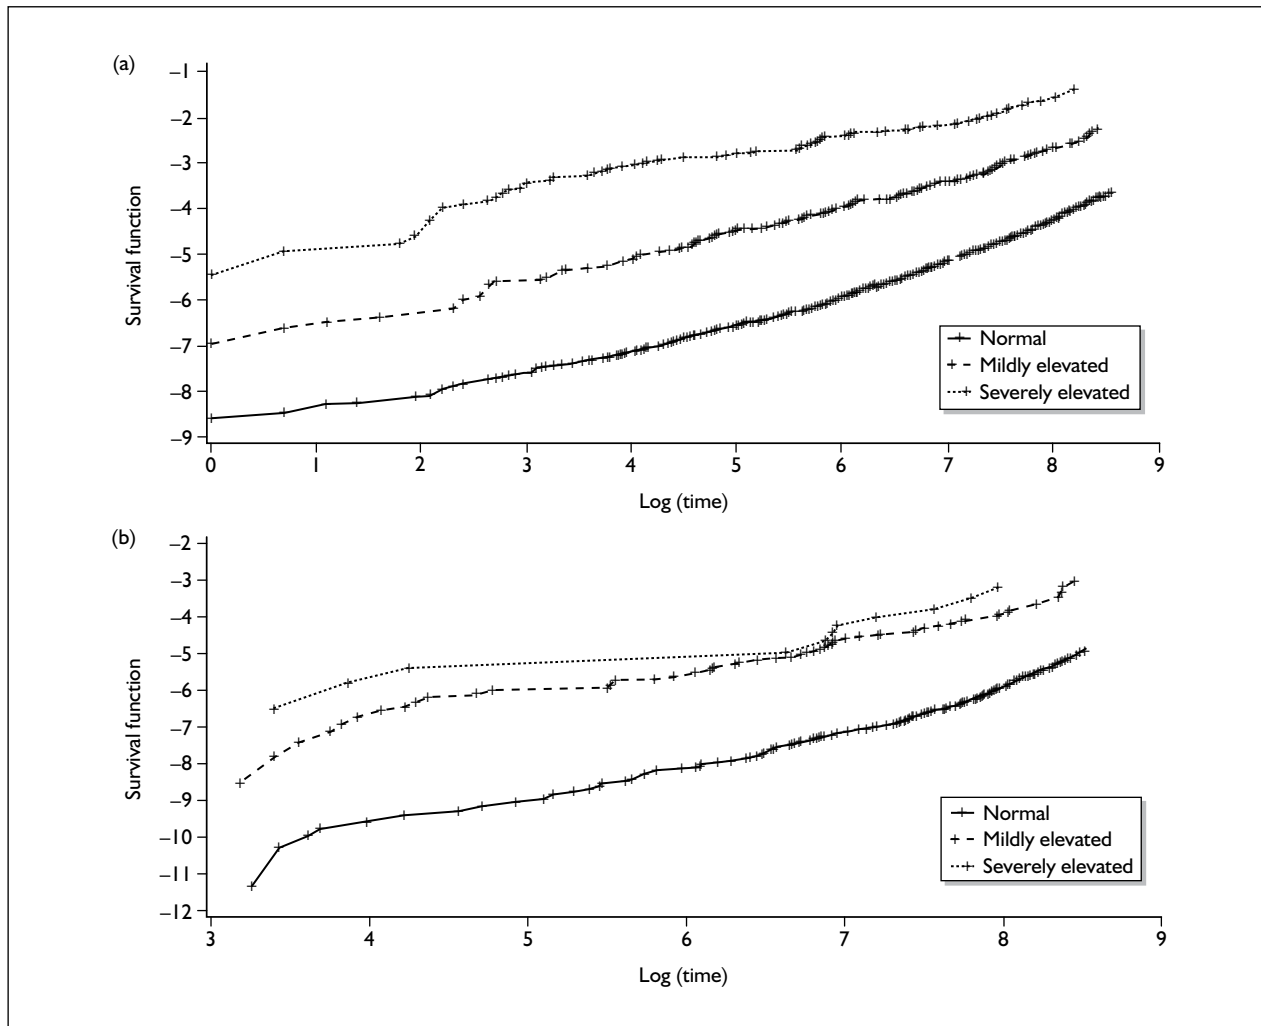 (a)
–1
–2
–3
–4
–5
–6
–7
–8
–9
Survival function
0 1 2 3 4 5 6 7 8 9
Log (time)
Normal
Mildly elevated
Severely elevated
(b)
–2
–3
–4
–5
–6
–7
–8
–9
–10
–11
–12
Survival function
3 4 5 6 7 8 9
Log (time)
Normal
Mildly elevated
Severely elevated